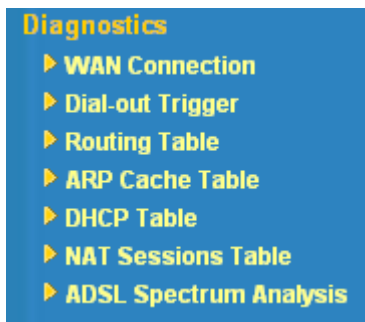 Diagnostics
WAN Connection
Dial-out Trigger
Routing Table
ARP Cache Table
DHCP Table
NAT Sessions Table
ADSL Spectrum Analysis